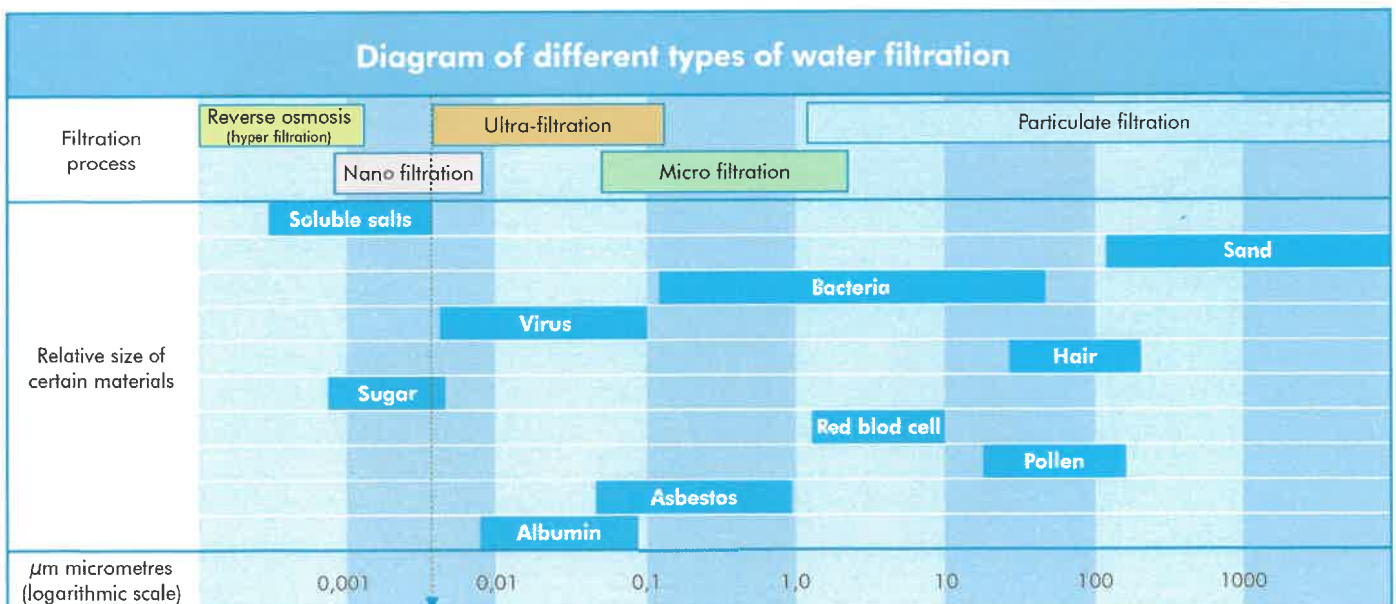 Diagram of different types of water filtration
Filtration
process
Reverse osmosis
(hyper filtration)
Ultra-filtration
Particulate filtration
Nano filtration
Micro filtration
Relative size of
certain materials
Soluble salts
Sand
Bacteria
Virus
Hair
Sugar
Red blod cell
Pollen
Asbestos
Albumin
µm micrometres
(logarithmic scale)
0,001 0,01 0,1 1,0 10 100 1000